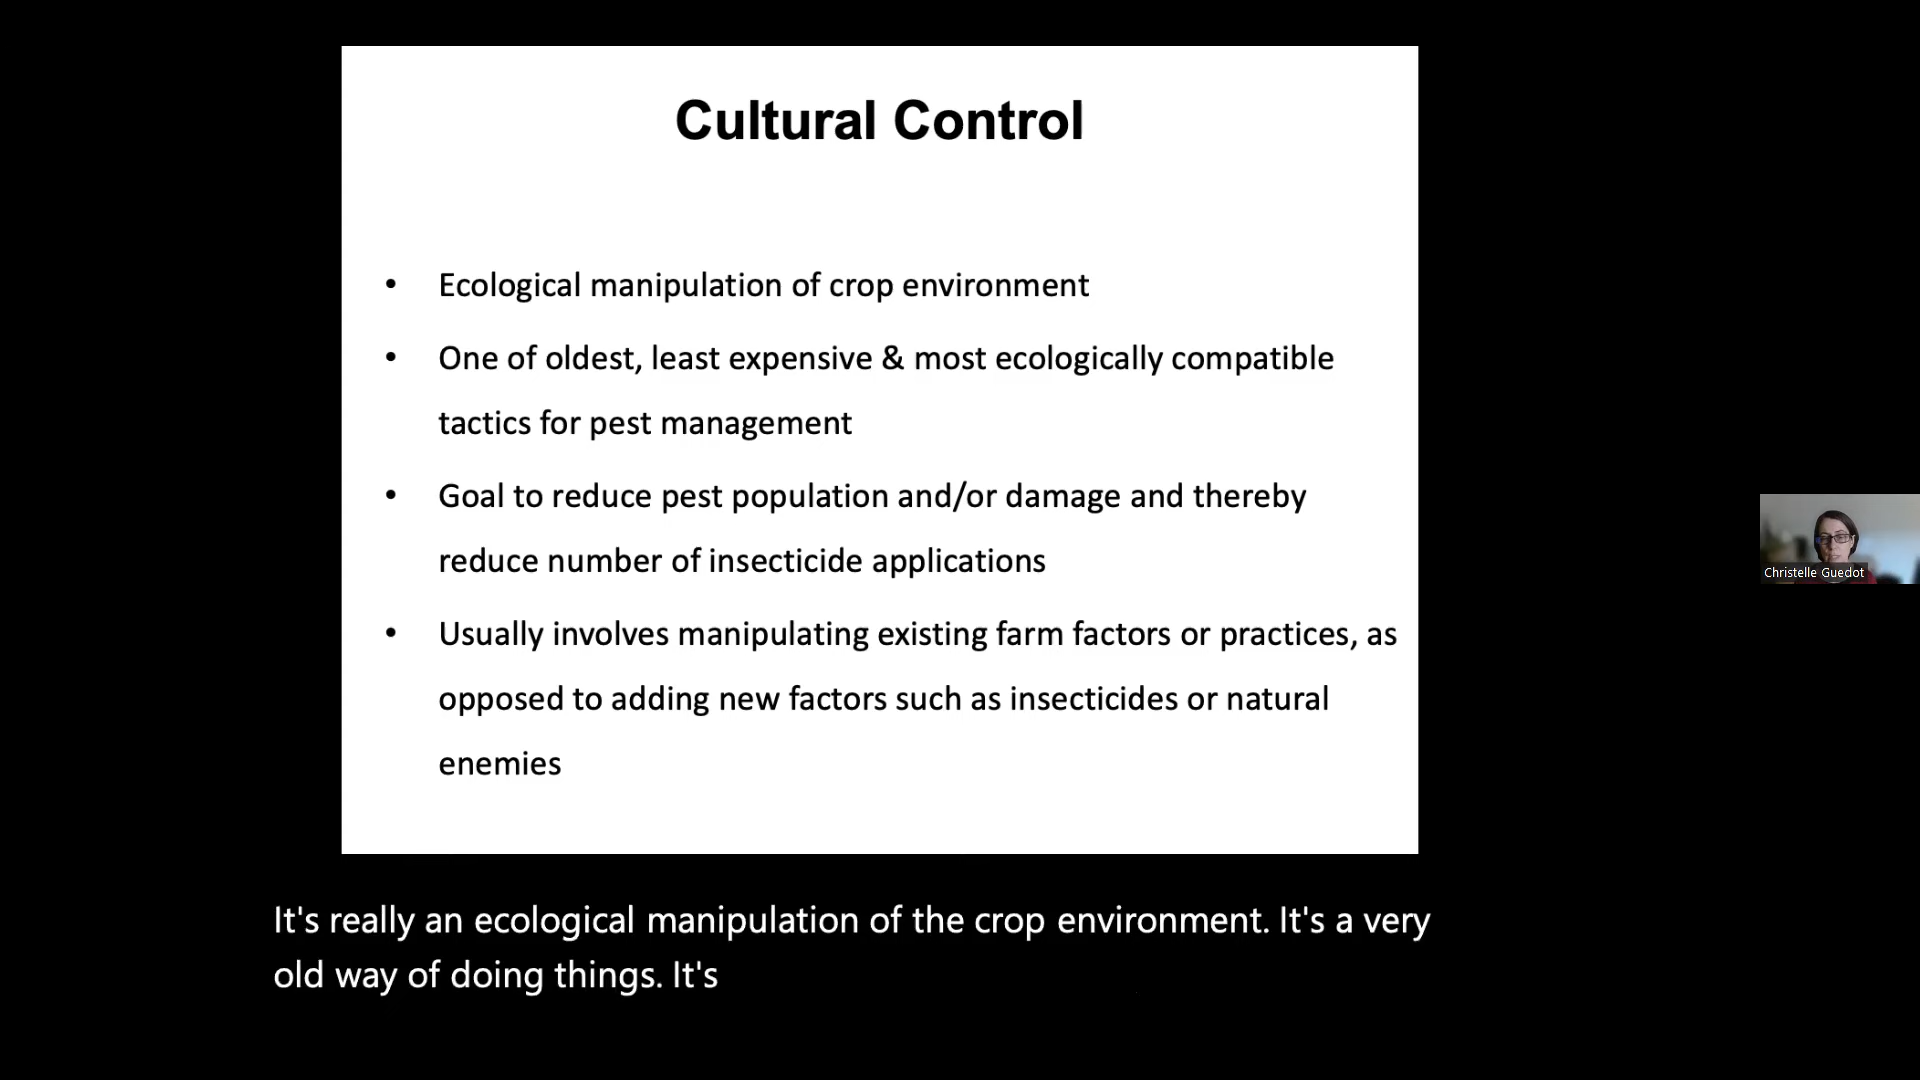 Cultural Control
• Ecological manipulation of crop environment
• One of oldest, least expensive & most ecologically compatible
tactics for pest management
• Goal to reduce pest population and/or damage and thereby
reduce number of insecticide applications
• Usually involves manipulating existing farm factors or practices, as
opposed to adding new factors such as insecticides or natural
enemies
Christelle Guedot
It's really an ecological manipulation of the crop environment. It's a very
old way of doing things. It's